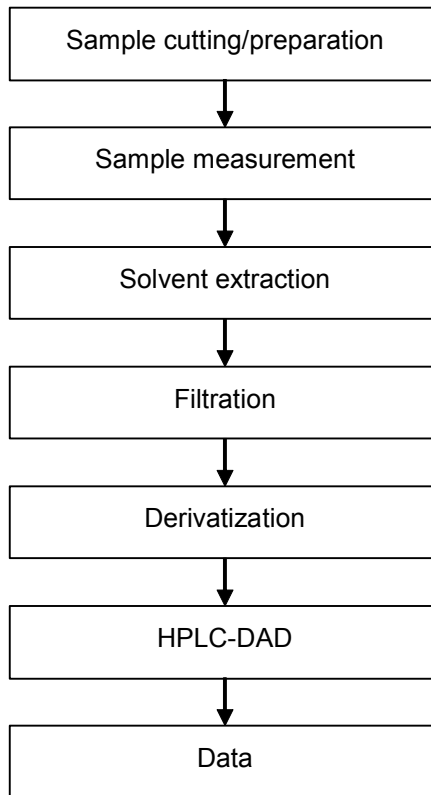 Sample cutting/preparation
Sample measurement
Solvent extraction
Filtration
Derivatization
HPLC-DAD
Data